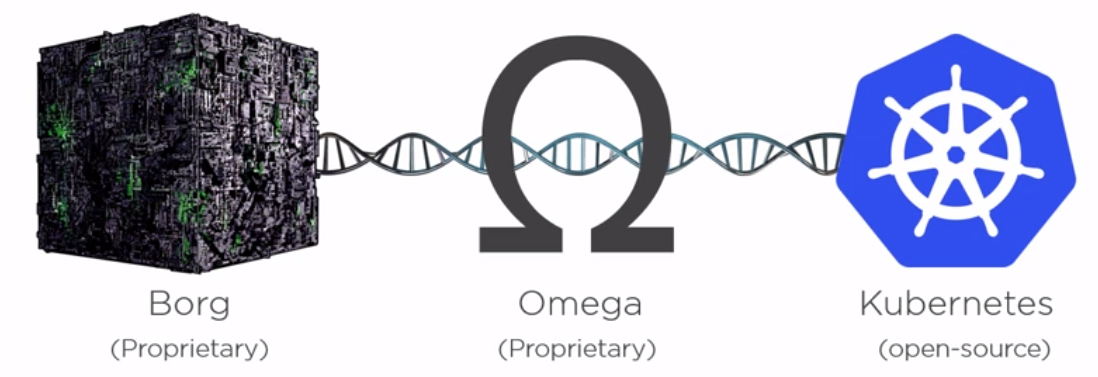 Borg
(Proprietary)
Omega
(Proprietary)
Kubernetes
(open-source)